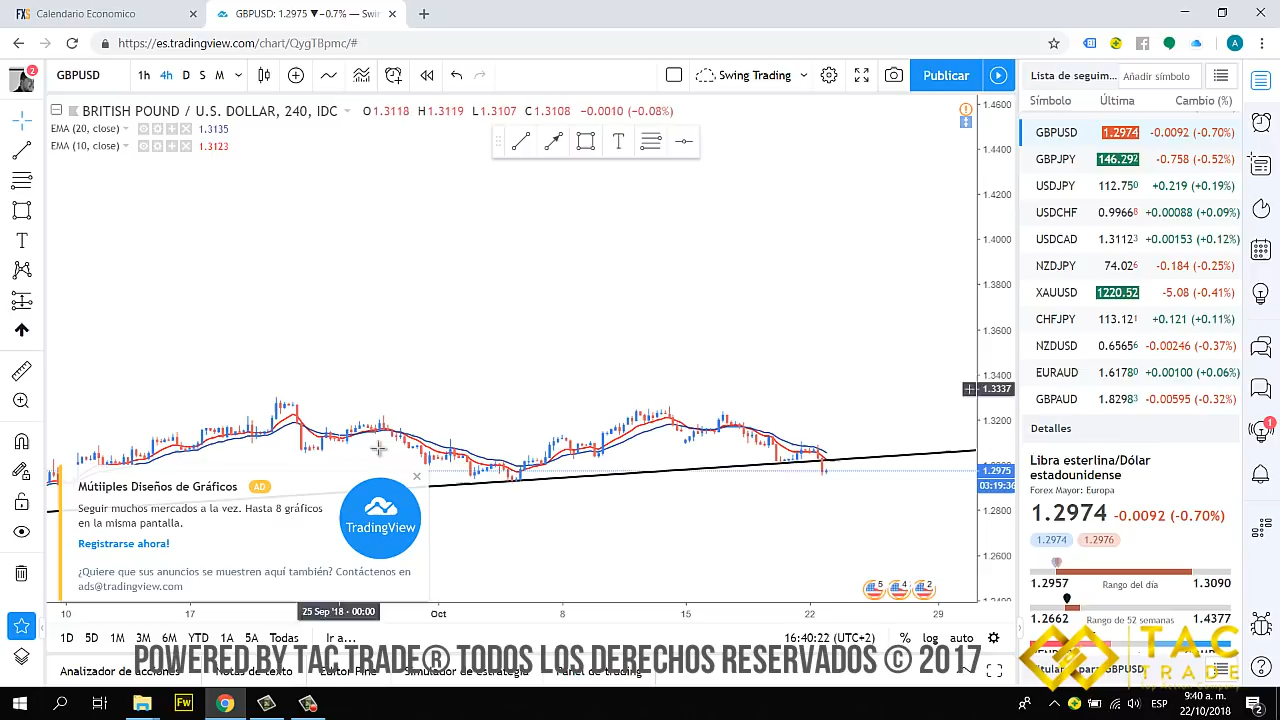 Calendario Economico
GBPUSD: 1.2975 ▼−0.7% — Swin
https://es.tradingview.com/chart/QygTBpmc/#
2
GBPUSD 1h 4h D S M Swing Trading Publicar
BRITISH POUND / U.S. DOLLAR, 240, IDC O1.3118 H1.3119 L1.3107 C1.3108 −0.0010 (−0.08%)
EMA (20, close) 1.3135
EMA (10, close) 1.3123
1.4600
1.4400
1.4200
1.4000
1.3800
1.3600
1.3400
1.3337
1.3200
1.2975
03:19:36
1.2800
1.2600
1.2400
Lista de seguim... Añadir símbolo
Símbolo Última Cambio (%)
GBPUSD 1.2974 -0.0092 (-0.70%)
GBPJPY 146.292 -0.758 (-0.52%)
USDJPY 112.750 +0.219 (+0.19%)
USDCHF 0.99668 +0.00088 (+0.09%)
USDCAD 1.31123 +0.00153 (+0.12%)
NZDJPY 74.026 -0.184 (-0.25%)
XAUUSD 1220.52 -5.08 (-0.41%)
CHFJPY 113.121 +0.121 (+0.11%)
NZDUSD 0.65656 -0.00246 (-0.37%)
EURAUD 1.61780 +0.00100 (+0.06%)
GBPAUD 1.82983 -0.00595 (-0.32%)
Detalles
Libra esterlina/Dólar
estadounidense
Forex Mayor: Europa
1.2974 -0.0092 (-0.70%)
1.2974 1.2976
1.2957 Rango del día 1.3090
1.2662 Rango de 52 semanas 1.4377
1
Múltiples Diseños de Gráficos AD
Seguir muchos mercados a la vez. Hasta 8 gráficos
en la misma pantalla.
Registrarse ahora!
¿Quiere que sus anuncios se muestren aquí también? Contáctenos en
ads@tradingview.com
TradingView
5 4 2
10 17 25 Sep '18 - 00:00 Oct 8 15 22 29
1D 5D 1M 3M 6M YTD 1A 5A Todas Ir a... 16:40:22 (UTC+2) % log auto
POWERED BY TAC TRADE® TODOS LOS DERECHOS RESERVADOS © 2017
TAC
TRADE
Top Action Company
Fw
ESP
9:40 a. m.
22/10/2018
2